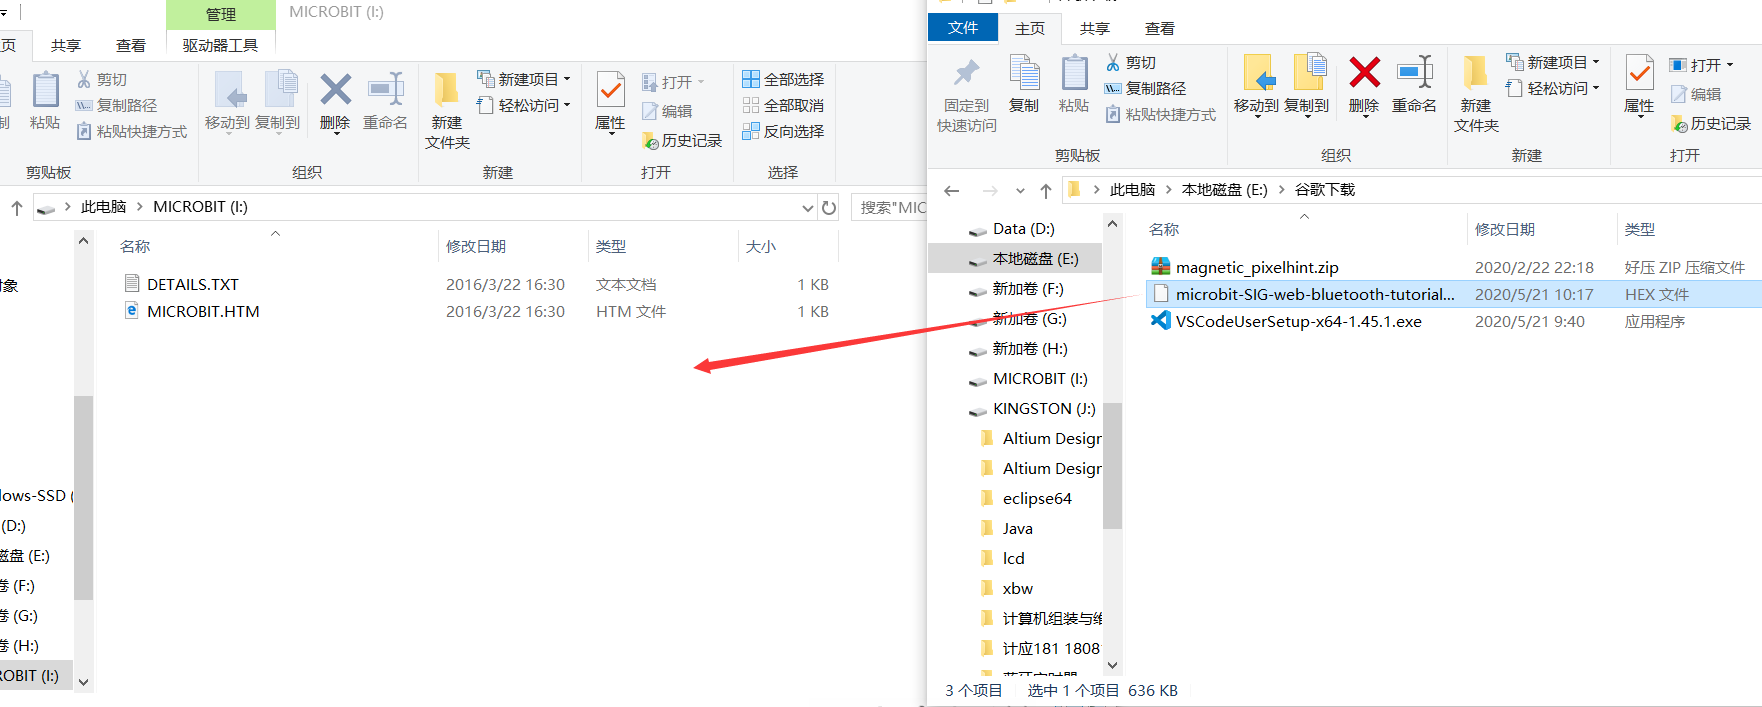 管理
MICROBIT (I:)
页
共享
查看
驱动器工具
剪切
复制路径
粘贴
粘贴快捷方式
移动到
复制到
删除
重命名
新建
文件夹
新建项目
轻松访问
属性
打开
编辑
历史记录
全部选择
全部取消
反向选择
剪贴板
组织
新建
打开
选择
此电脑
MICROBIT (I:)
搜索"MIC
名称
修改日期
类型
大小
DETAILS.TXT
2016/3/22 16:30
文本文档
1 KB
MICROBIT.HTM
2016/3/22 16:30
HTM 文件
1 KB
对象
lows-SSD (
(D:)
磁盘 (E:)
卷 (F:)
卷 (G:)
卷 (H:)
ROBIT (I:)
文件
主页
共享
查看
固定到
快速访问
复制
粘贴
剪切
复制路径
粘贴快捷方式
移动到
复制到
删除
重命名
新建
文件夹
新建项目
轻松访问
属性
打开
编辑
历史记录
剪贴板
组织
新建
打开
此电脑
本地磁盘 (E:)
谷歌下载
Data (D:)
本地磁盘 (E:)
新加卷 (F:)
新加卷 (G:)
新加卷 (H:)
MICROBIT (I:)
KINGSTON (J:)
Altium Design
Altium Design
eclipse64
Java
lcd
xbw
计算机组装与维
计应181 1808
名称
修改日期
类型
magnetic_pixelhint.zip
2020/2/22 22:18
好压 ZIP 压缩文件
microbit-SIG-web-bluetooth-tutorial...
2020/5/21 10:17
HEX 文件
VSCodeUserSetup-x64-1.45.1.exe
2020/5/21 9:40
应用程序
3 个项目
选中 1 个项目 636 KB